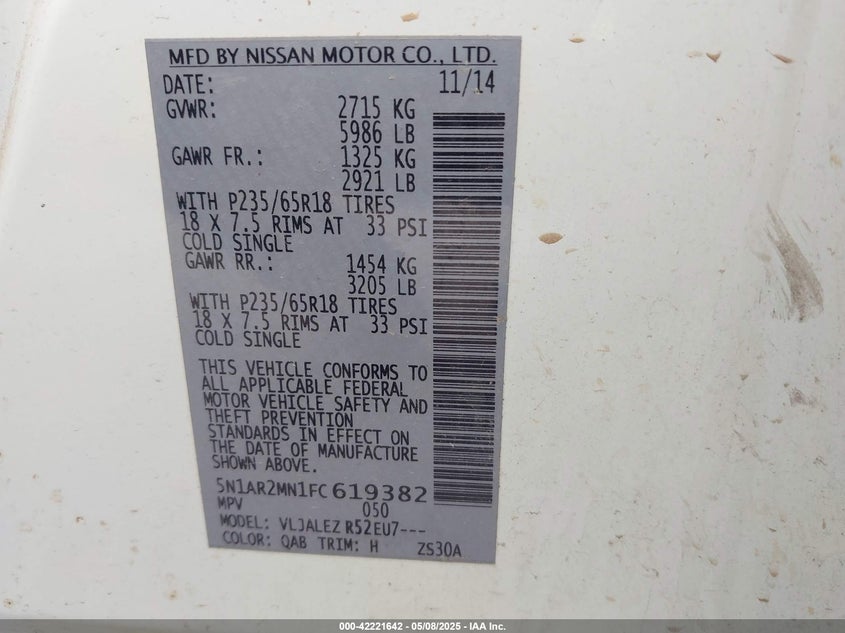 MFD BY NISSAN MOTOR CO., LTD.
DATE: 11/14
GVWR: 2715 KG
5986 LB
GAWR FR.: 1325 KG
2921 LB
WITH P235/65R18 TIRES
18 X 7.5 RIMS AT 33 PSI
COLD SINGLE
GAWR RR.: 1454 KG
3205 LB
WITH P235/65R18 TIRES
18 X 7.5 RIMS AT 33 PSI
COLD SINGLE
THIS VEHICLE CONFORMS TO
ALL APPLICABLE FEDERAL
MOTOR VEHICLE SAFETY AND
THEFT PREVENTION
STANDARDS IN EFFECT ON
THE DATE OF MANUFACTURE
SHOWN ABOVE.
5N1AR2MN1FC619382
MPV 050
MODEL: VLJALEZ R52EU7---
COLOR: QAB TRIM: H ZS30A
000-42221642 - 05/08/2025 - IAA Inc.